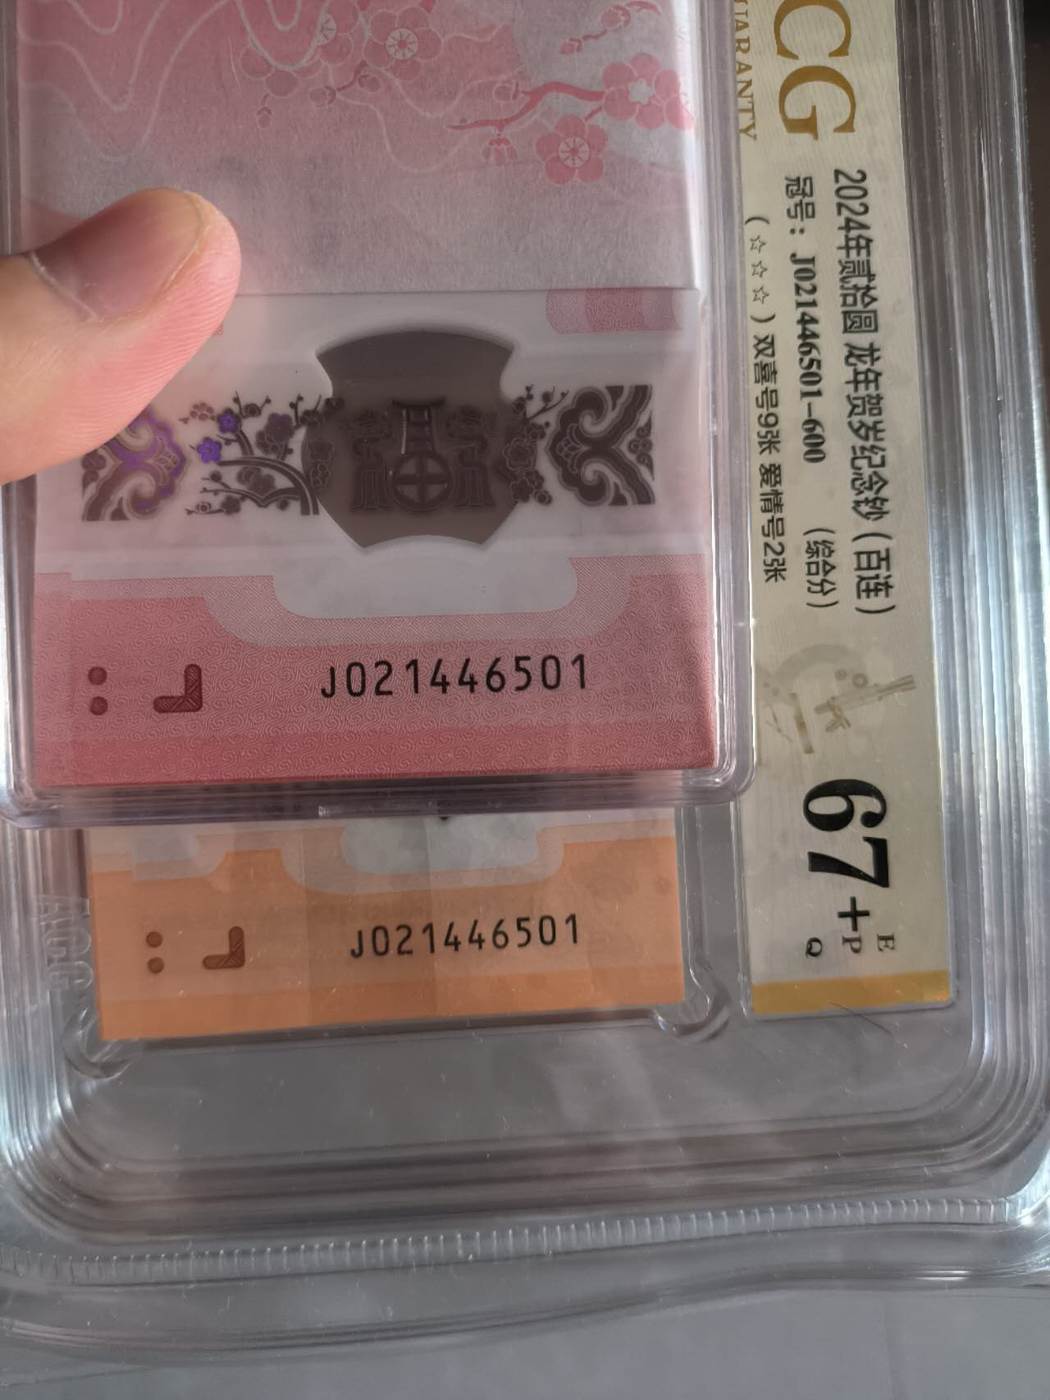 CG
UARANTY
2024年贰拾圆 龙年贺岁纪念钞（百连）
冠号：J021446501-600 （综合分）
（☆☆☆）双喜号9张 爱情号2张
67+
E
P
Q
J021446501
J021446501